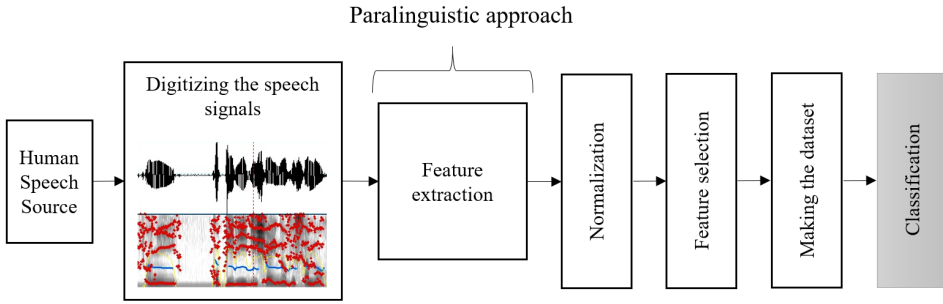 Paralinguistic approach
Digitizing the speech
signals
Human
Speech
Source
Feature
extraction
Normalization
Feature selection
Making the dataset
Classification